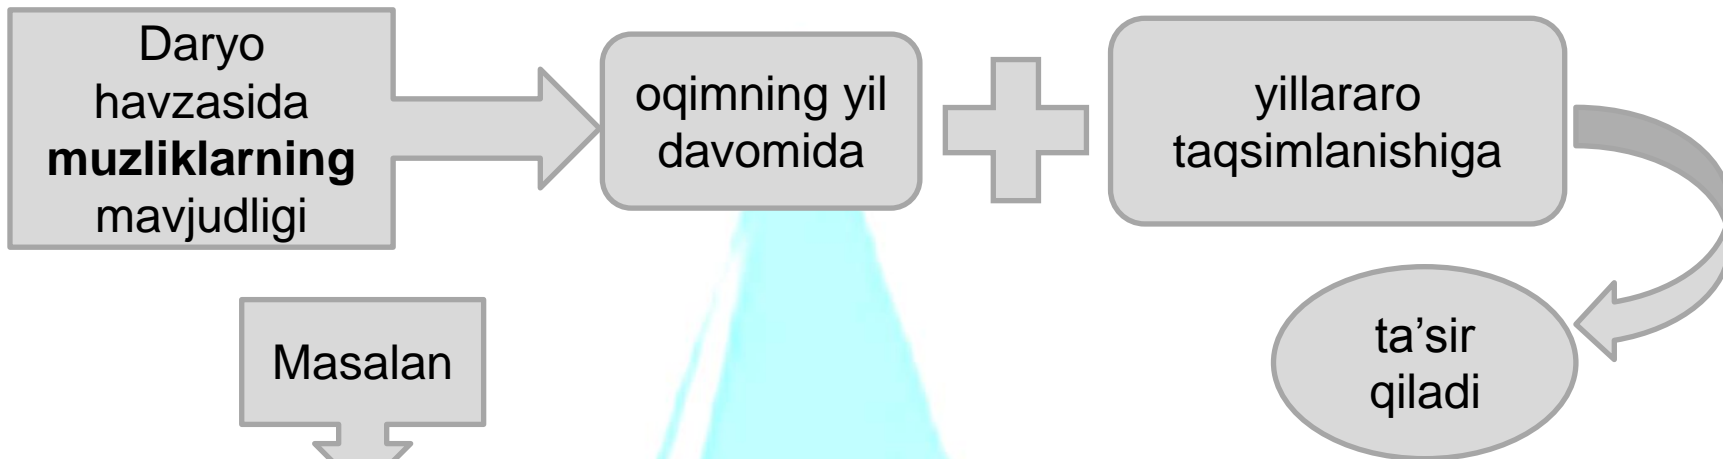 Daryo
havzasida
muzliklarning
mavjudligi
oqimning yil
davomida
yillararo
taqsimlanishiga
ta’sir
qiladi
Masalan